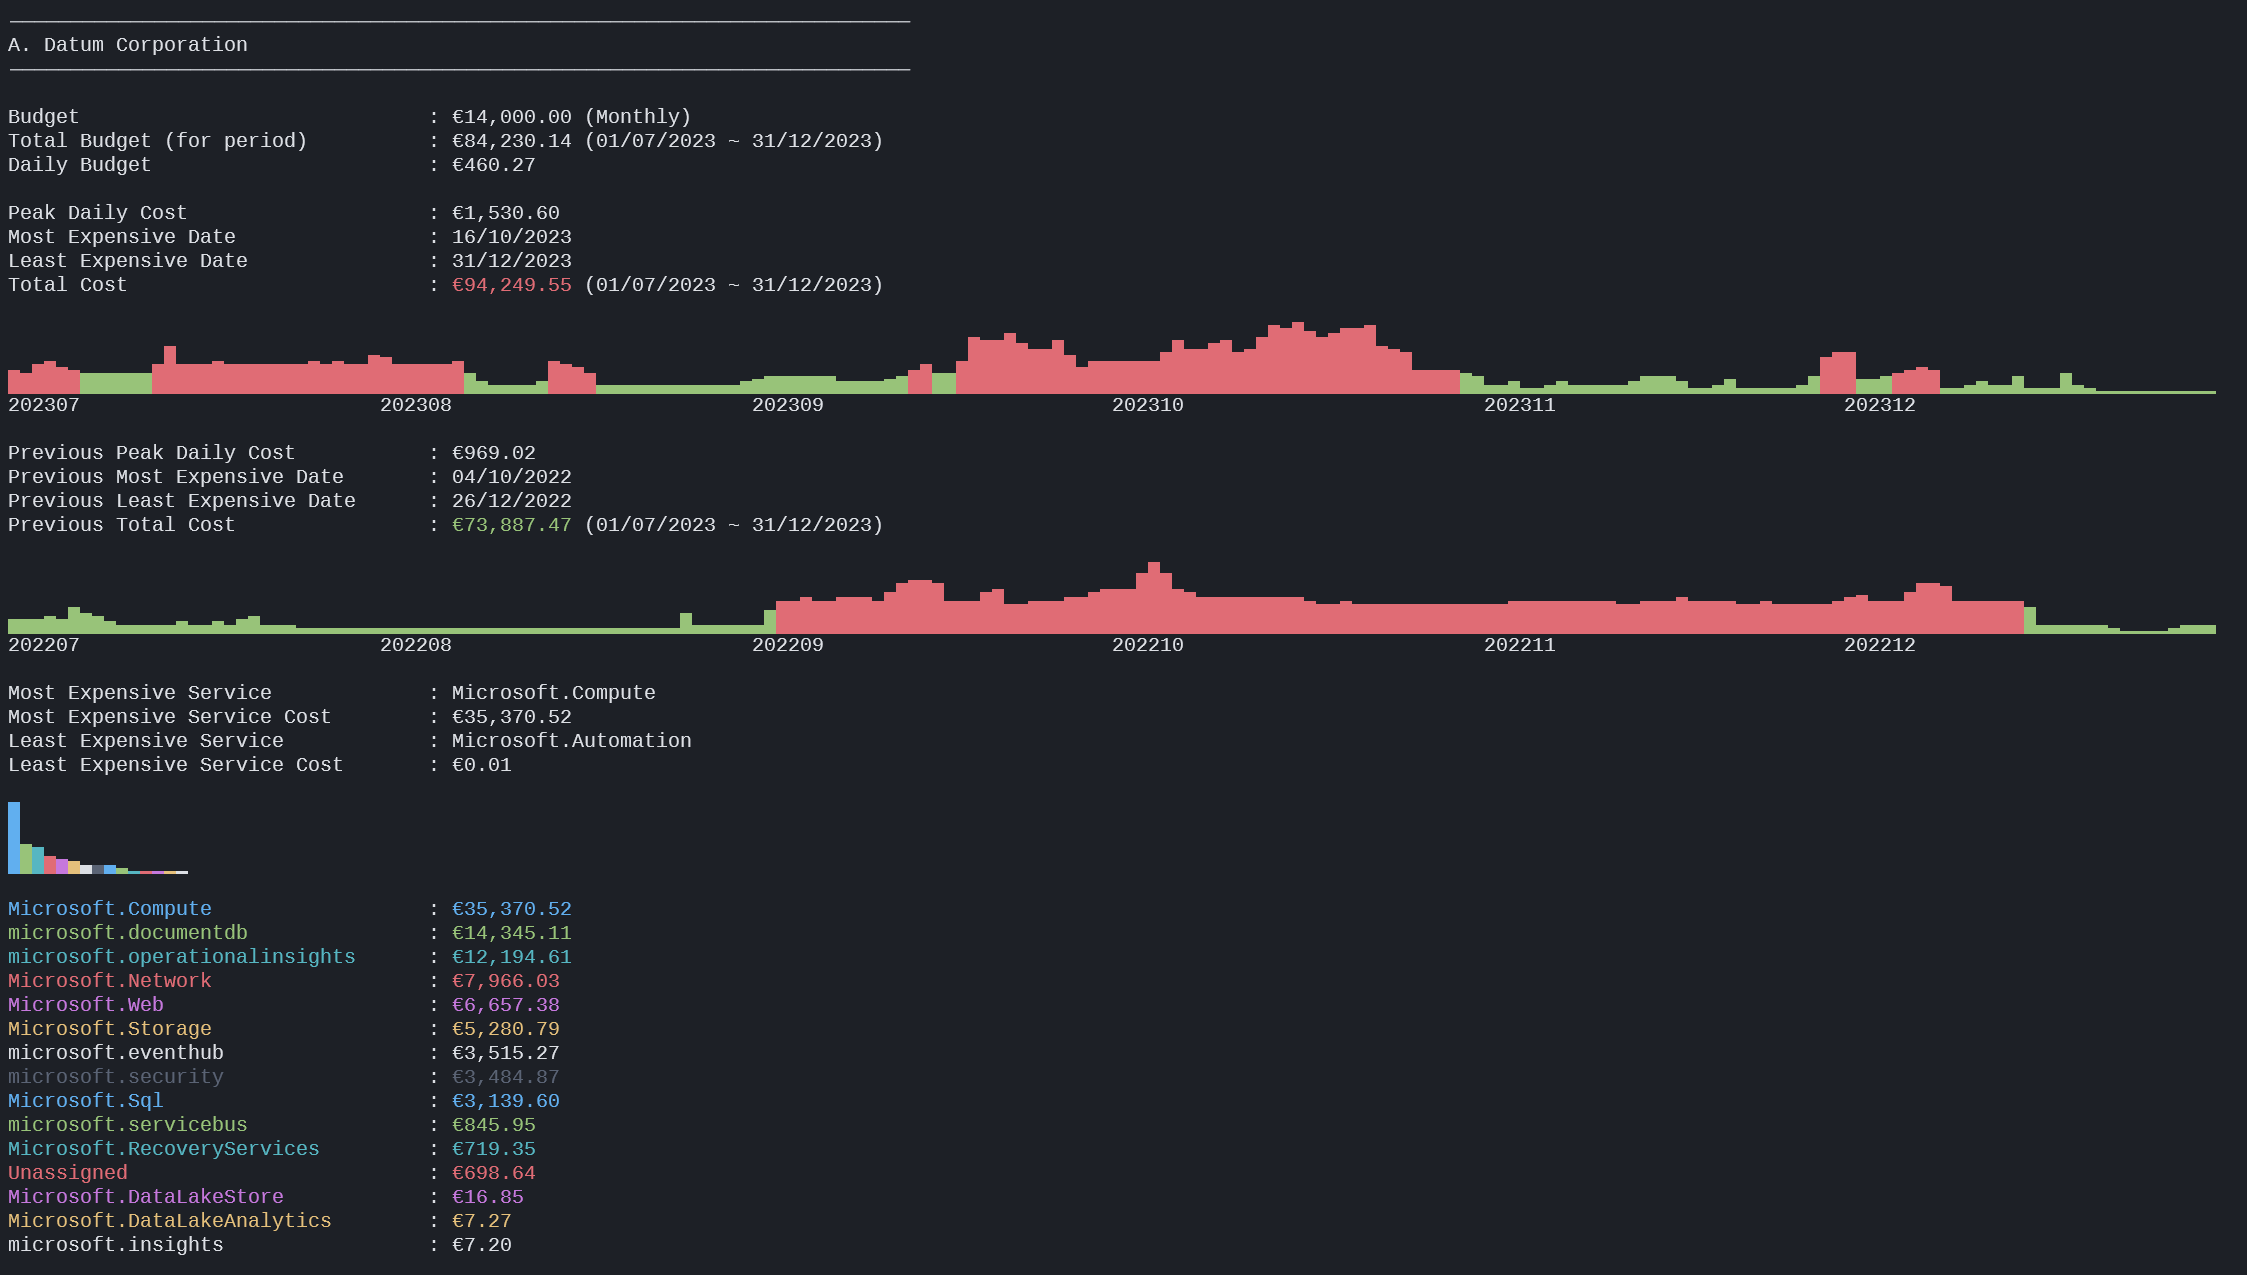 A. Datum Corporation
Budget : €14,000.00 (Monthly)
Total Budget (for period) : €84,230.14 (01/07/2023 ~ 31/12/2023)
Daily Budget : €460.27
Peak Daily Cost : €1,530.60
Most Expensive Date : 16/10/2023
Least Expensive Date : 31/12/2023
Total Cost : €94,249.55 (01/07/2023 ~ 31/12/2023)
202307 202308 202309 202310 202311 202312
Previous Peak Daily Cost : €969.02
Previous Most Expensive Date : 04/10/2022
Previous Least Expensive Date : 26/12/2022
Previous Total Cost : €73,887.47 (01/07/2023 ~ 31/12/2023)
202207 202208 202209 202210 202211 202212
Most Expensive Service : Microsoft.Compute
Most Expensive Service Cost : €35,370.52
Least Expensive Service : Microsoft.Automation
Least Expensive Service Cost : €0.01
Microsoft.Compute : €35,370.52
microsoft.documentdb : €14,345.11
microsoft.operationalinsights : €12,194.61
Microsoft.Network : €7,966.03
Microsoft.Web : €6,657.38
Microsoft.Storage : €5,280.79
microsoft.eventhub : €3,515.27
microsoft.security : €3,484.87
Microsoft.Sql : €3,139.60
microsoft.servicebus : €845.95
Microsoft.RecoveryServices : €719.35
Unassigned : €698.64
Microsoft.DataLakeStore : €16.85
Microsoft.DataLakeAnalytics : €7.27
microsoft.insights : €7.20